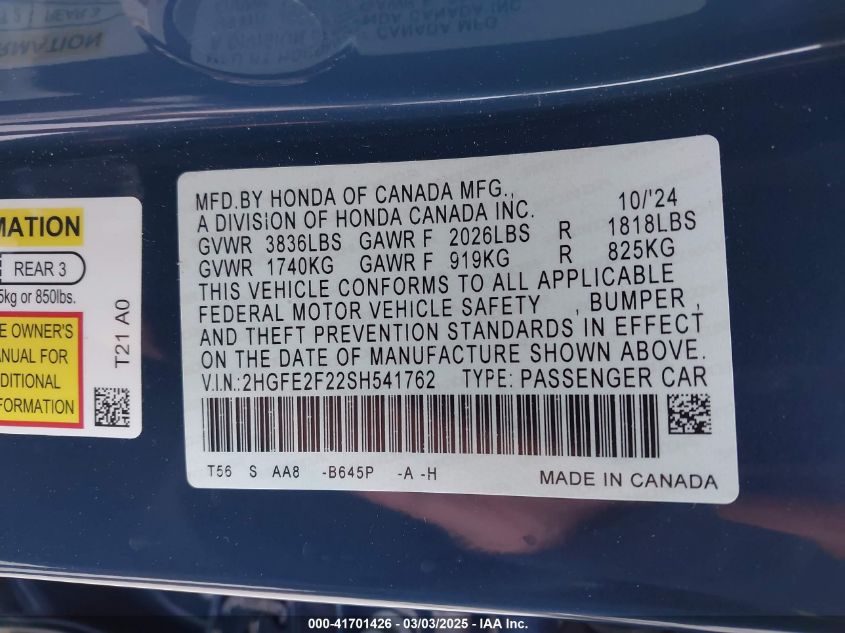 MATION
REAR 3
5kg or 850lbs.
E OWNER'S
ANUAL FOR
DITIONAL
FORMATION
T21 A0
MFD.BY HONDA OF CANADA MFG., 10/'24
A DIVISION OF HONDA CANADA INC.
GVWR 3836LBS GAWR F 2026LBS R 1818LBS
GVWR 1740KG GAWR F 919KG R 825KG
THIS VEHICLE CONFORMS TO ALL APPLICABLE
FEDERAL MOTOR VEHICLE SAFETY , BUMPER ,
AND THEFT PREVENTION STANDARDS IN EFFECT
ON THE DATE OF MANUFACTURE SHOWN ABOVE.
V.I.N.:2HGFE2F22SH541762 TYPE: PASSENGER CAR
T56 S AA8 -B645P -A -H
MADE IN CANADA
000-41701426 - 03/03/2025 - IAA Inc.